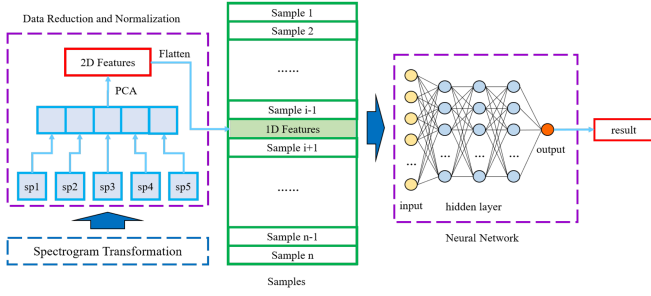 Data Reduction and Normalization
2D Features
Flatten
PCA
sp1
sp2
sp3
sp4
sp5
Spectrogram Transformation
Sample 1
Sample 2
......
Sample i-1
1D Features
Sample i+1
......
Sample n-1
Sample n
Samples
...
...
...
...
input
hidden layer
output
Neural Network
result